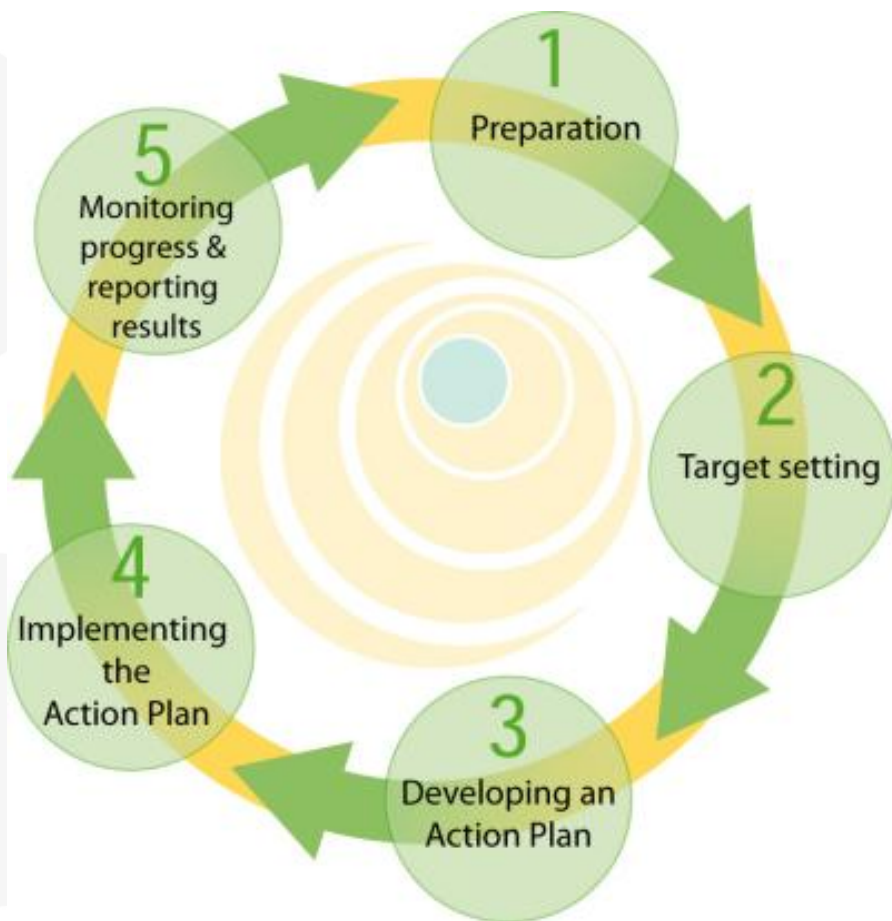 1
Preparation
2
Target setting
3
Developing an
Action Plan
4
Implementing
the
Action Plan
5
Monitoring
progress &
reporting
results